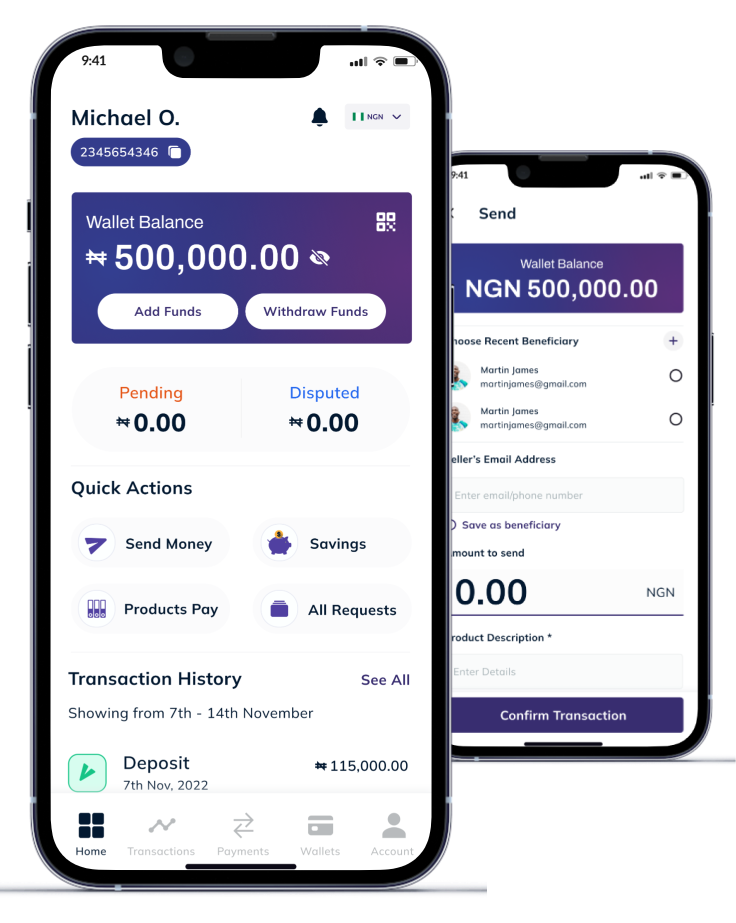 9:41
Michael O.
NGN
2345654346
Wallet Balance
₦ 500,000.00
Add Funds
Withdraw Funds
Pending
Disputed
₦ 0.00
₦ 0.00
Quick Actions
Send Money
Savings
Products Pay
All Requests
Transaction History
See All
Showing from 7th - 14th November
Deposit
₦ 115,000.00
7th Nov, 2022
Home
Transactions
Payments
Wallets
Account
9:41
Send
Wallet Balance
NGN 500,000.00
hoose Recent Beneficiary
+
Martin James
martinjames@gmail.com
Martin James
martinjames@gmail.com
eller's Email Address
Enter email/phone number
Save as beneficiary
mount to send
0.00
NGN
roduct Description *
Enter Details
Confirm Transaction